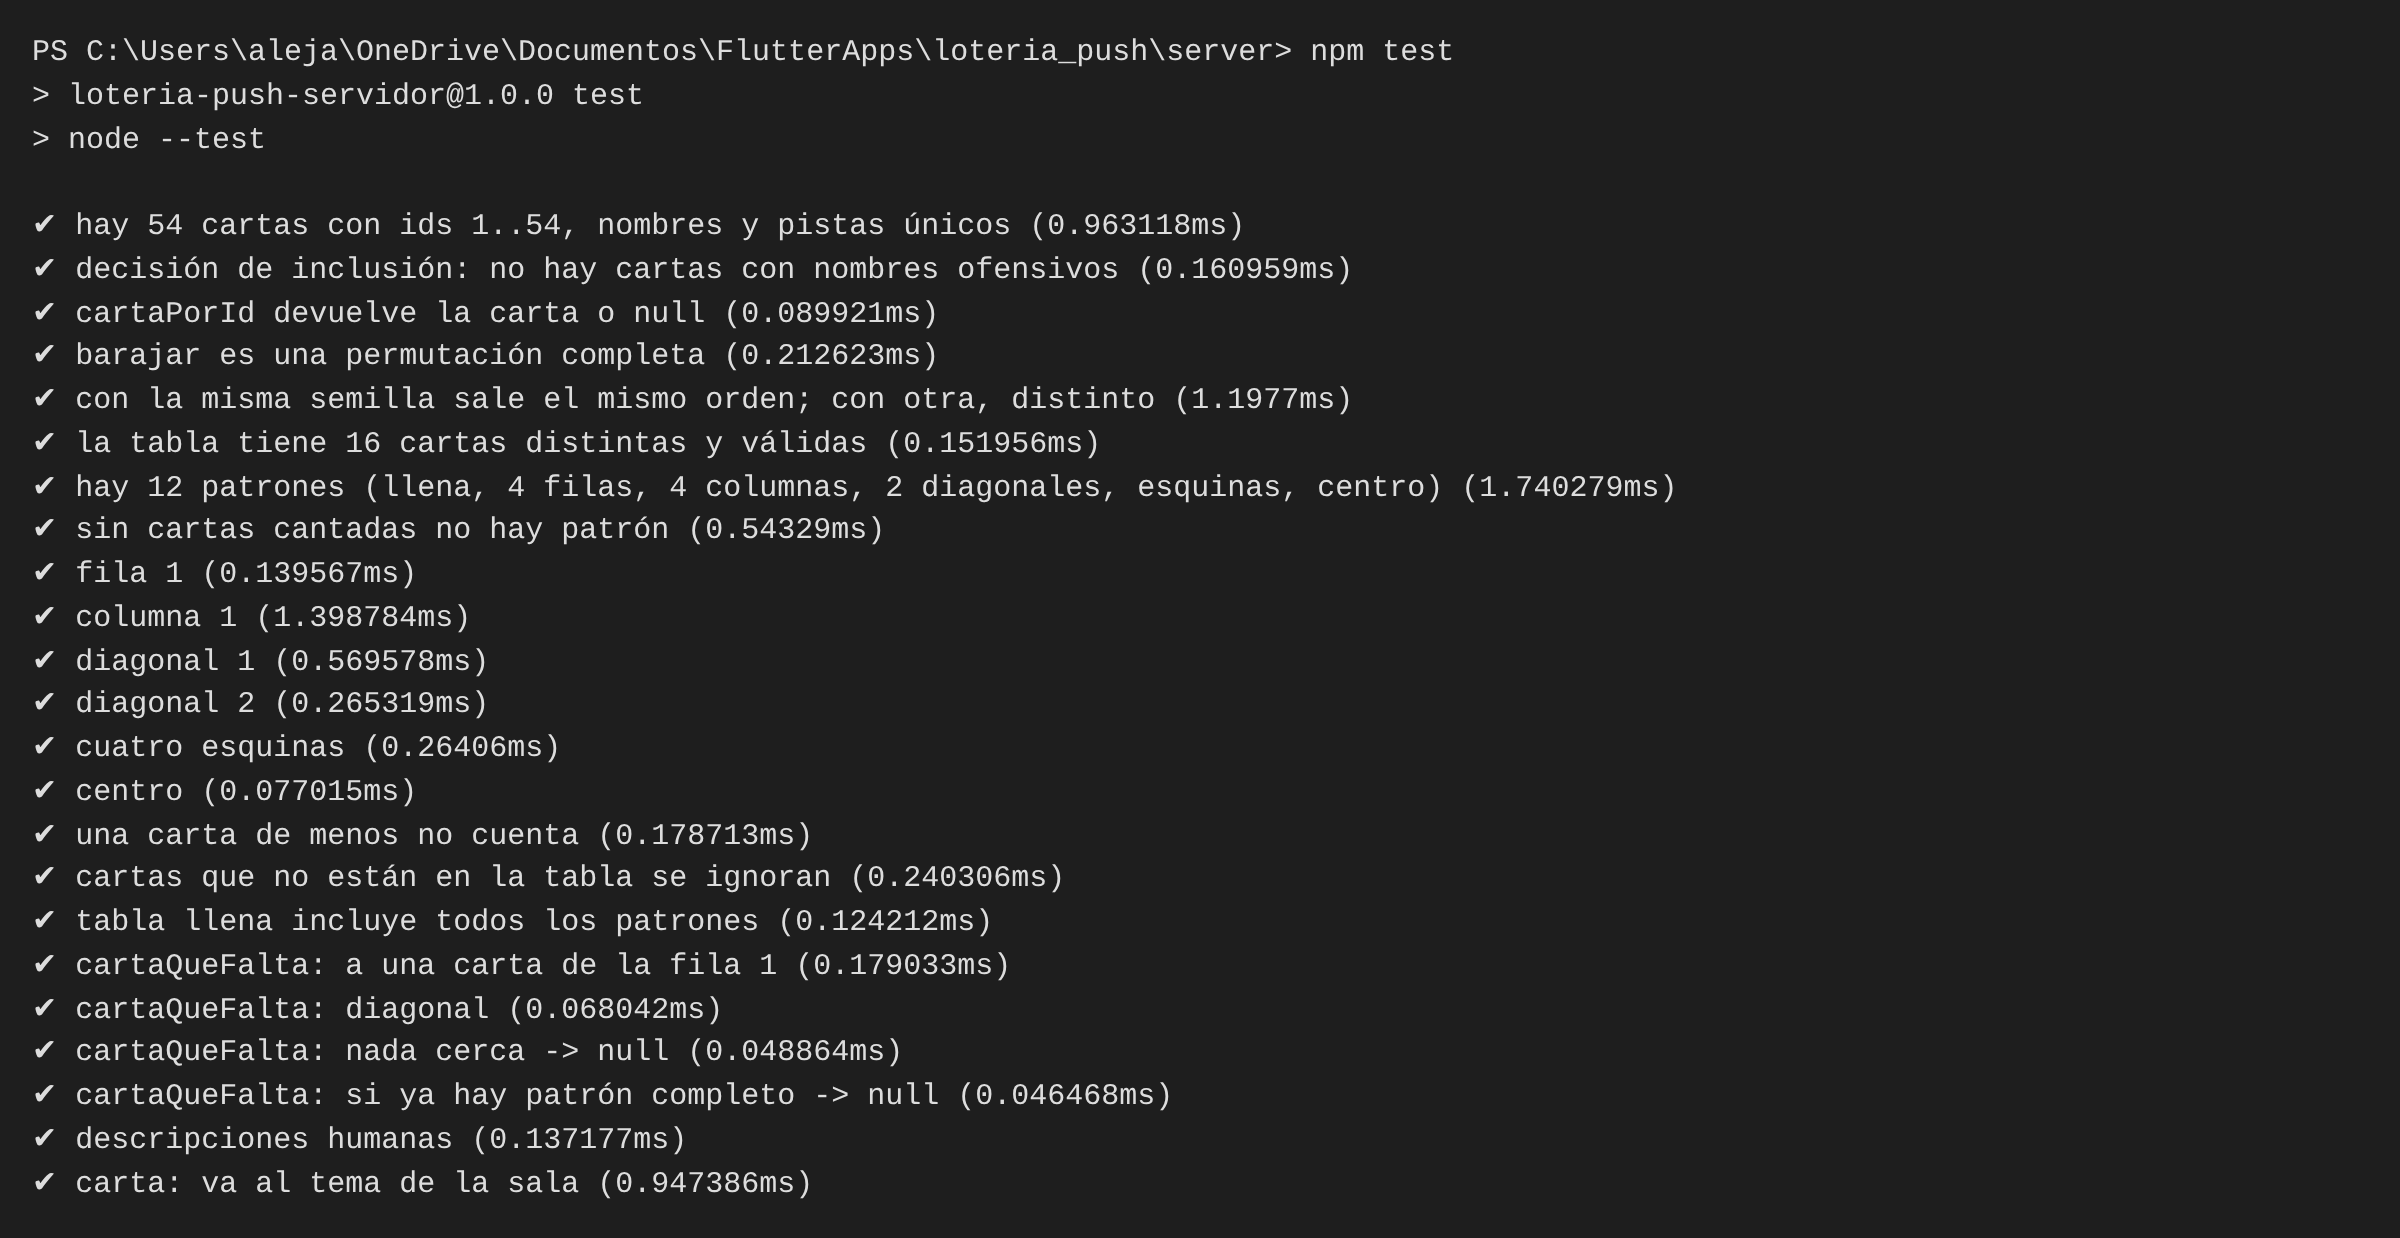 PS C:\Users\aleja\OneDrive\Documentos\FlutterApps\loteria_push\server> npm test
> loteria-push-servidor@1.0.0 test
> node --test
✔ hay 54 cartas con ids 1..54, nombres y pistas únicos (0.963118ms)
✔ decisión de inclusión: no hay cartas con nombres ofensivos (0.160959ms)
✔ cartaPorId devuelve la carta o null (0.089921ms)
✔ barajar es una permutación completa (0.212623ms)
✔ con la misma semilla sale el mismo orden; con otra, distinto (1.1977ms)
✔ la tabla tiene 16 cartas distintas y válidas (0.151956ms)
✔ hay 12 patrones (llena, 4 filas, 4 columnas, 2 diagonales, esquinas, centro) (1.740279ms)
✔ sin cartas cantadas no hay patrón (0.54329ms)
✔ fila 1 (0.139567ms)
✔ columna 1 (1.398784ms)
✔ diagonal 1 (0.569578ms)
✔ diagonal 2 (0.265319ms)
✔ cuatro esquinas (0.26406ms)
✔ centro (0.077015ms)
✔ una carta de menos no cuenta (0.178713ms)
✔ cartas que no están en la tabla se ignoran (0.240306ms)
✔ tabla llena incluye todos los patrones (0.124212ms)
✔ cartaQueFalta: a una carta de la fila 1 (0.179033ms)
✔ cartaQueFalta: diagonal (0.068042ms)
✔ cartaQueFalta: nada cerca -> null (0.048864ms)
✔ cartaQueFalta: si ya hay patrón completo -> null (0.046468ms)
✔ descripciones humanas (0.137177ms)
✔ carta: va al tema de la sala (0.947386ms)